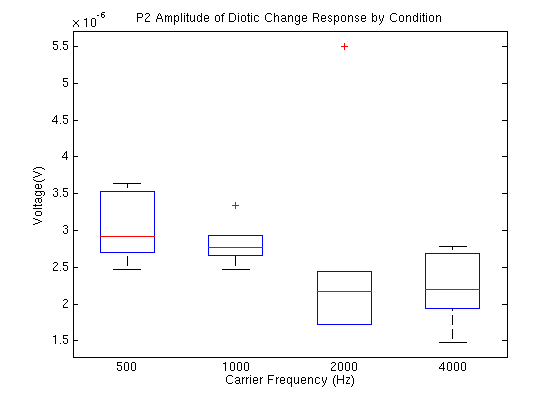 P2 Amplitude of Diotic Change Response by Condition
× 10^-6
5.5
5
4.5
4
3.5
3
2.5
2
1.5
Voltage(V)
500 1000 2000 4000
Carrier Frequency (Hz)